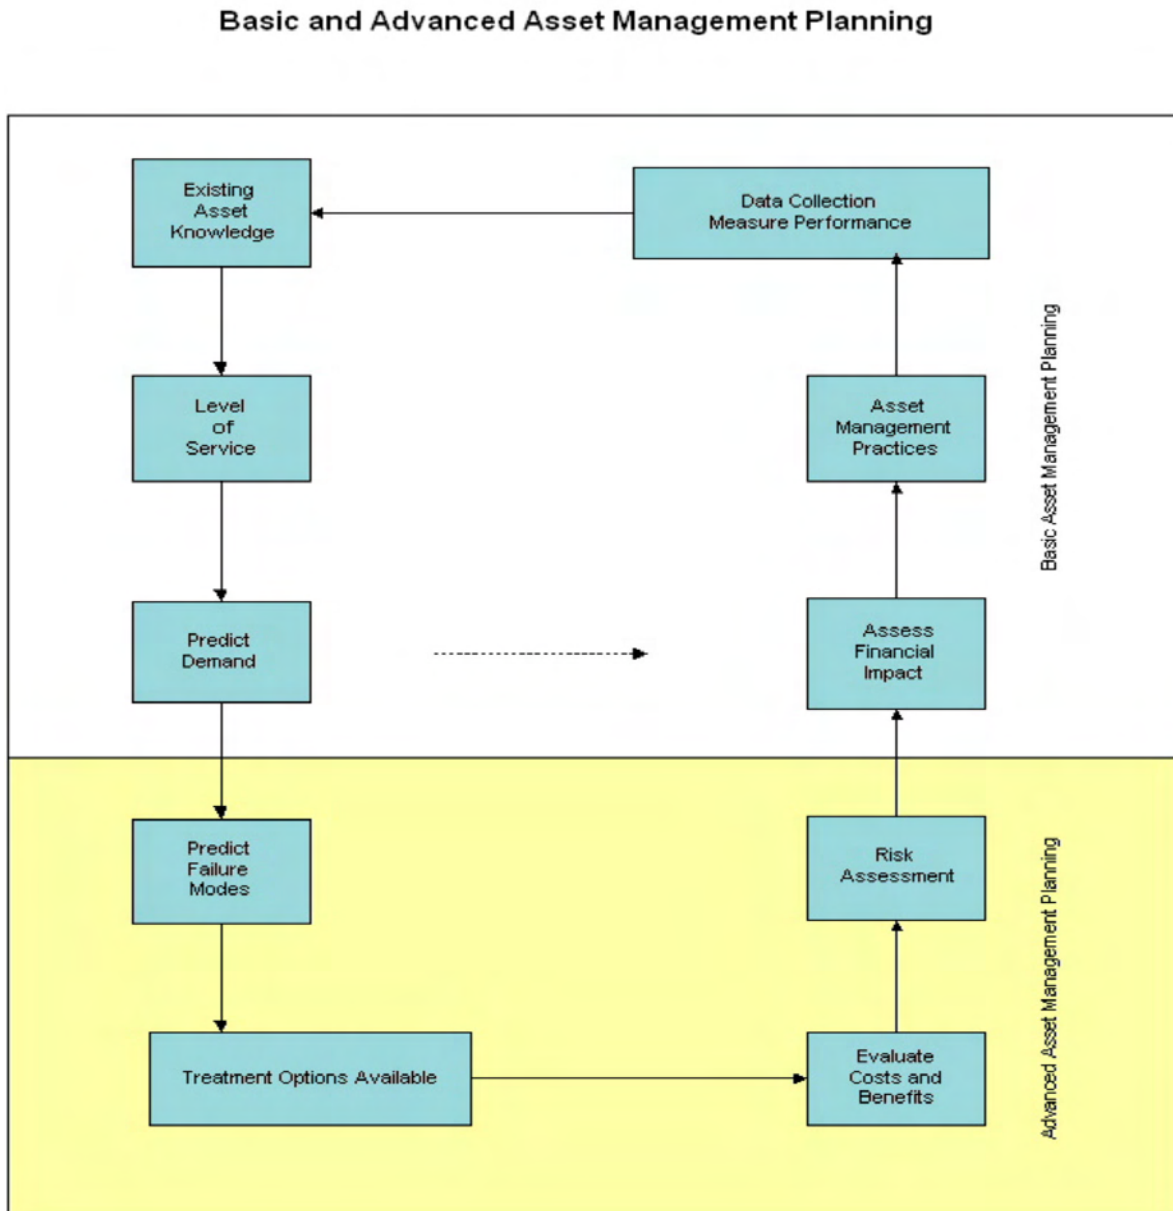 Basic and Advanced Asset Management Planning
Existing
Asset
Knowledge
Data Collection
Measure Performance
Level
of
Service
Asset
Management
Practices
Basic Asset Management Planning
Predict
Demand
Assess
Financial
Impact
Predict
Failure
Modes
Risk
Assessment
Advanced Asset Management Planning
Treatment Options Available
Evaluate
Costs and
Benefits